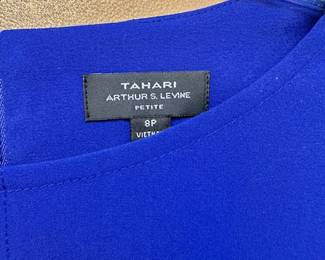 TAHARI
ARTHUR S. LEVINE
PETITE
8P